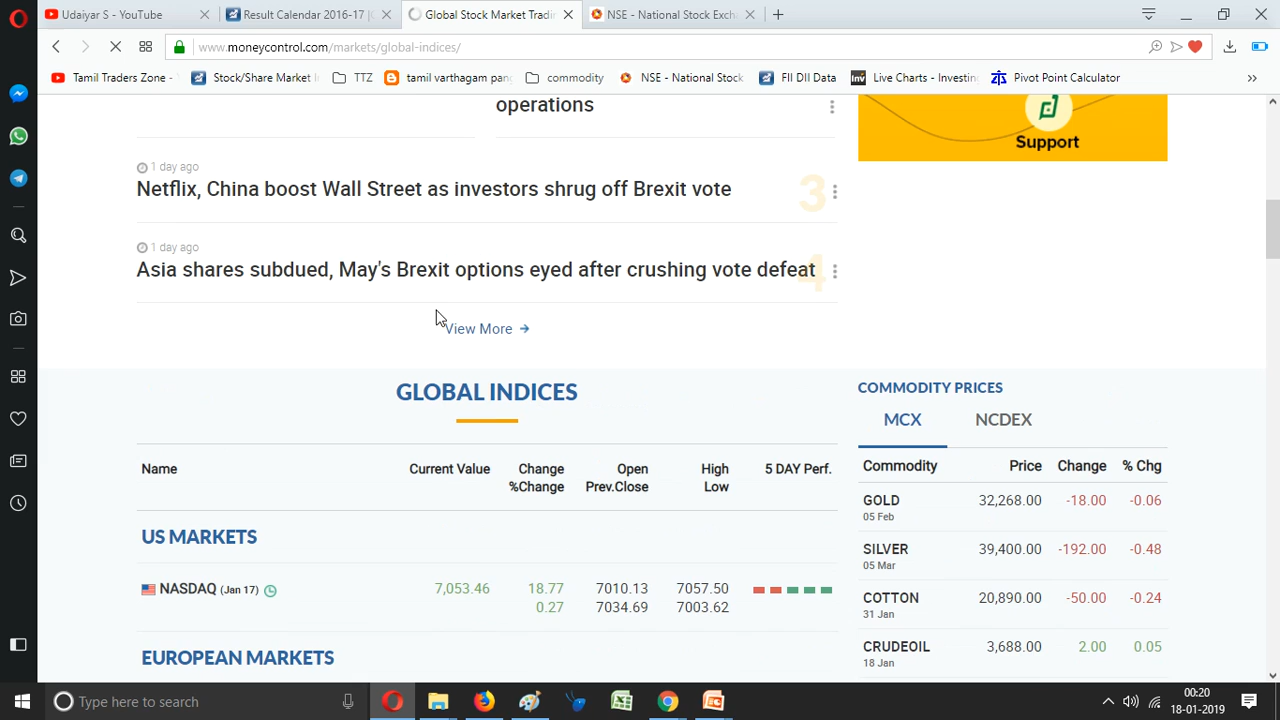 Udaiyar S - YouTube
Result Calendar 2016-17 | C
Global Stock Market Tradin
NSE - National Stock Exch
www.moneycontrol.com/markets/global-indices/
Tamil Traders Zone -
Stock/Share Market I
TTZ
tamil varthagam pan
commodity
NSE - National Stock
FII DII Data
Inv
Live Charts - Investin
Pivot Point Calculator
operations
Support
1 day ago
Netflix, China boost Wall Street as investors shrug off Brexit vote
3
1 day ago
Asia shares subdued, May's Brexit options eyed after crushing vote defeat
4
View More
GLOBAL INDICES
Name Current Value Change Open High 5 DAY Perf.
%Change Prev.Close Low
US MARKETS
NASDAQ (Jan 17) 7,053.46 18.77 7010.13 7057.50
0.27 7034.69 7003.62
EUROPEAN MARKETS
COMMODITY PRICES
MCX NCDEX
Commodity Price Change % Chg
GOLD 32,268.00 -18.00 -0.06
05 Feb
SILVER 39,400.00 -192.00 -0.48
05 Mar
COTTON 20,890.00 -50.00 -0.24
31 Jan
CRUDEOIL 3,688.00 2.00 0.05
18 Jan
Type here to search
00:20
18-01-2019